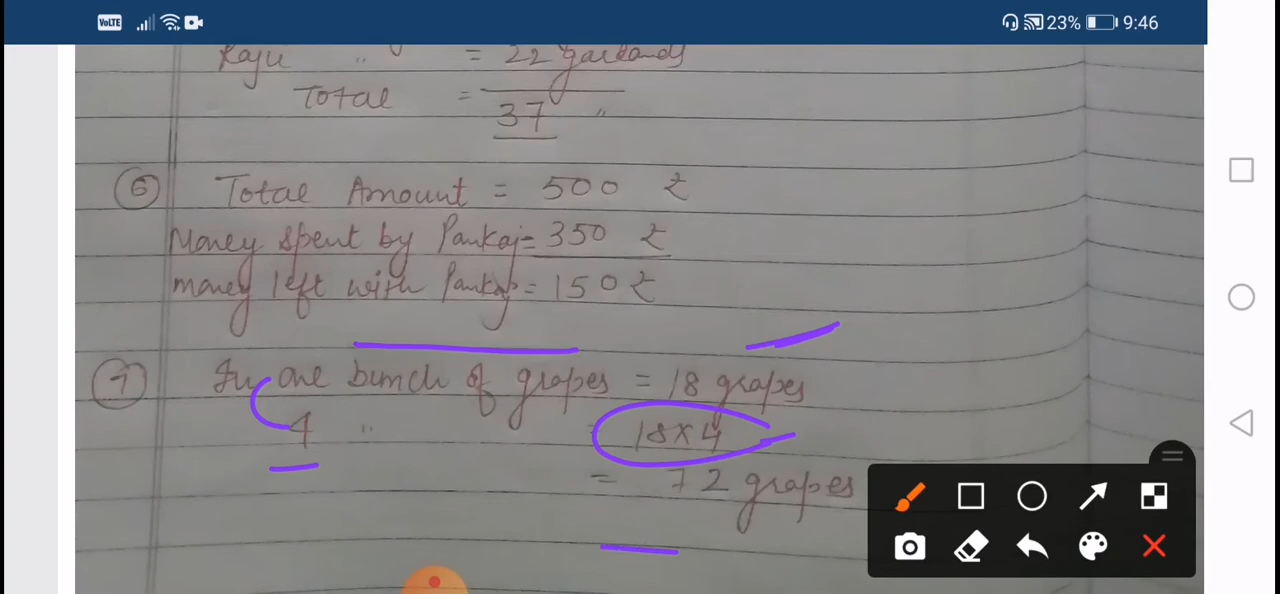 VoLTE 23% 9:46
Raju " = 22 garlands
Total = 37 "
6 Total Amount = 500 ₹
Money spent by Pankaj = 350 ₹
money left with Pankaj = 150 ₹
7 In one bunch of grapes = 18 grapes
4 " = 18×4
= 72 grapes